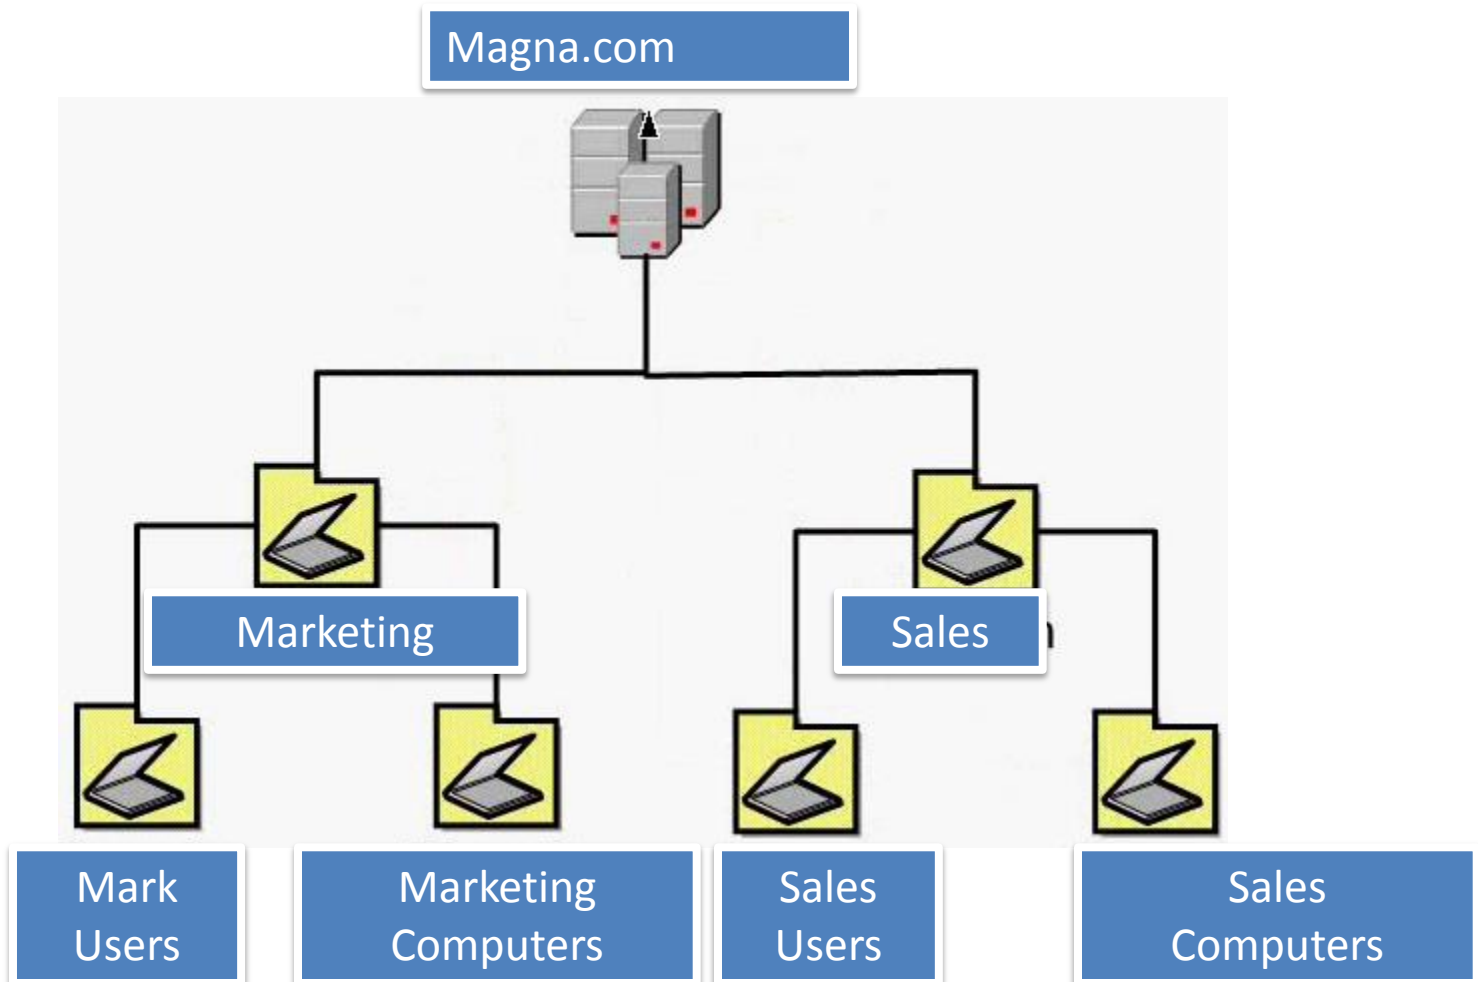 Magna.com
Marketing
Sales
Mark
Users
Marketing
Computers
Sales
Users
Sales
Computers